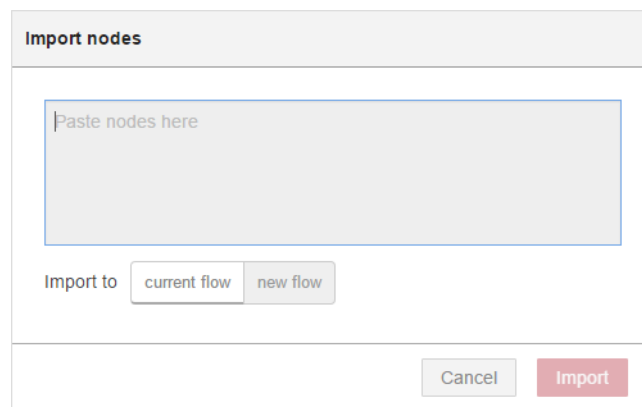 Import nodes
Paste nodes here
Import to current flow new flow
Cancel Import